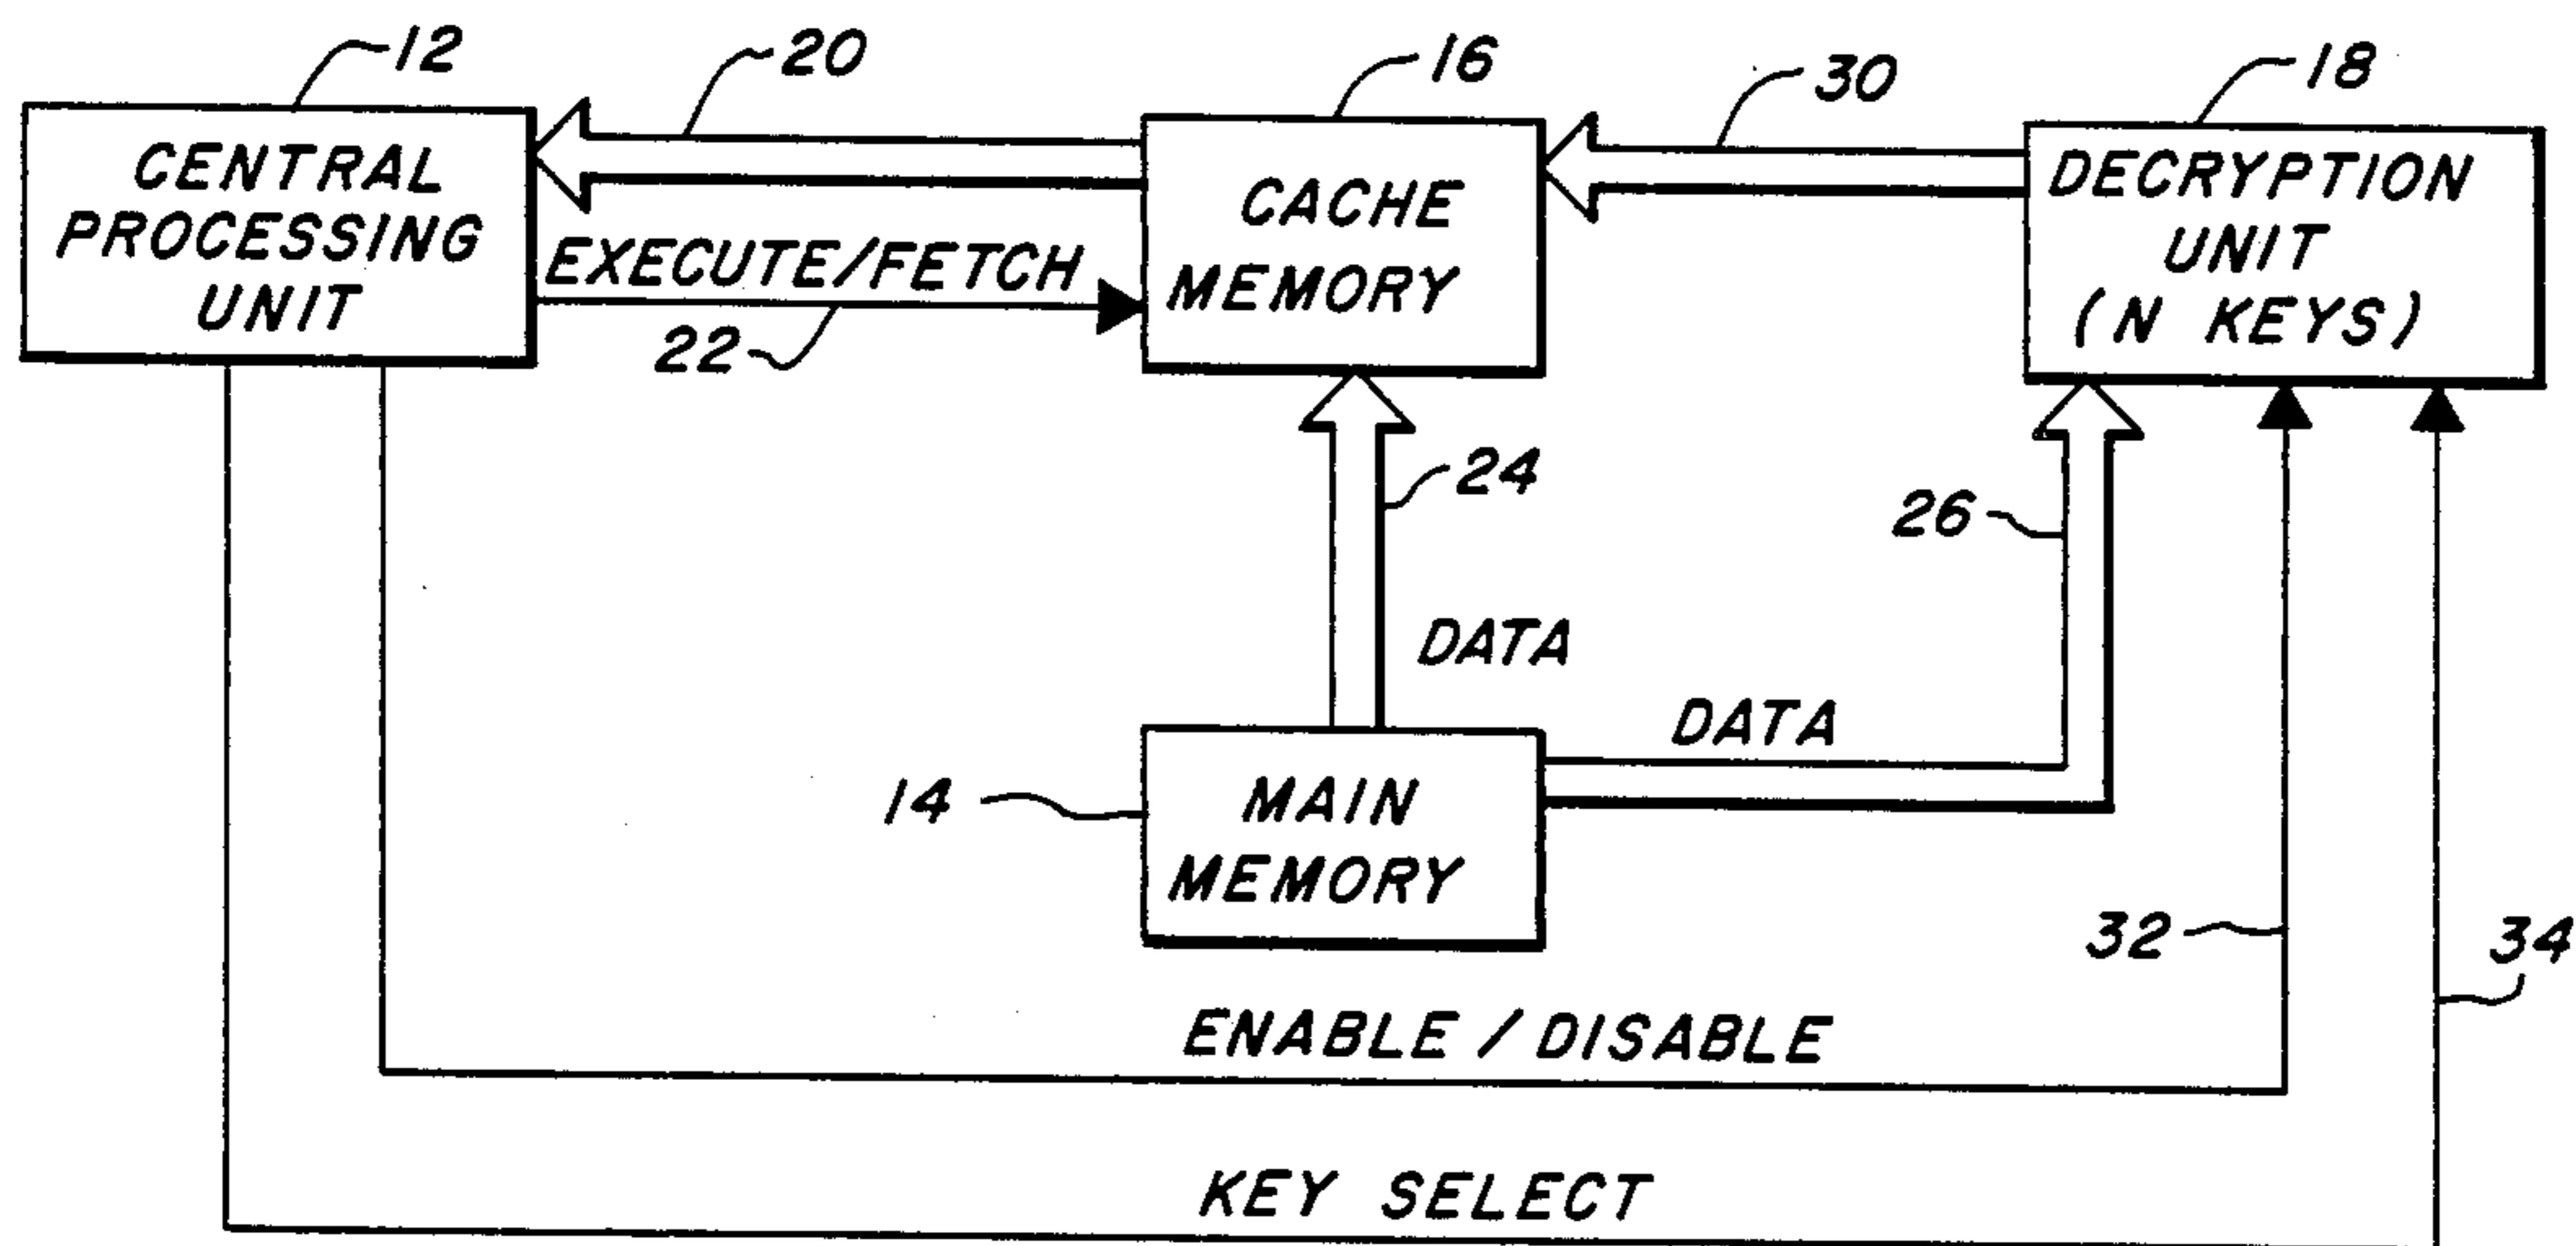 12
20
16
30
18
CENTRAL
PROCESSING
UNIT
EXECUTE/FETCH
22
CACHE
MEMORY
DECRYPTION
UNIT
(N KEYS)
24
26
DATA
DATA
14
MAIN
MEMORY
32
34
ENABLE / DISABLE
KEY SELECT